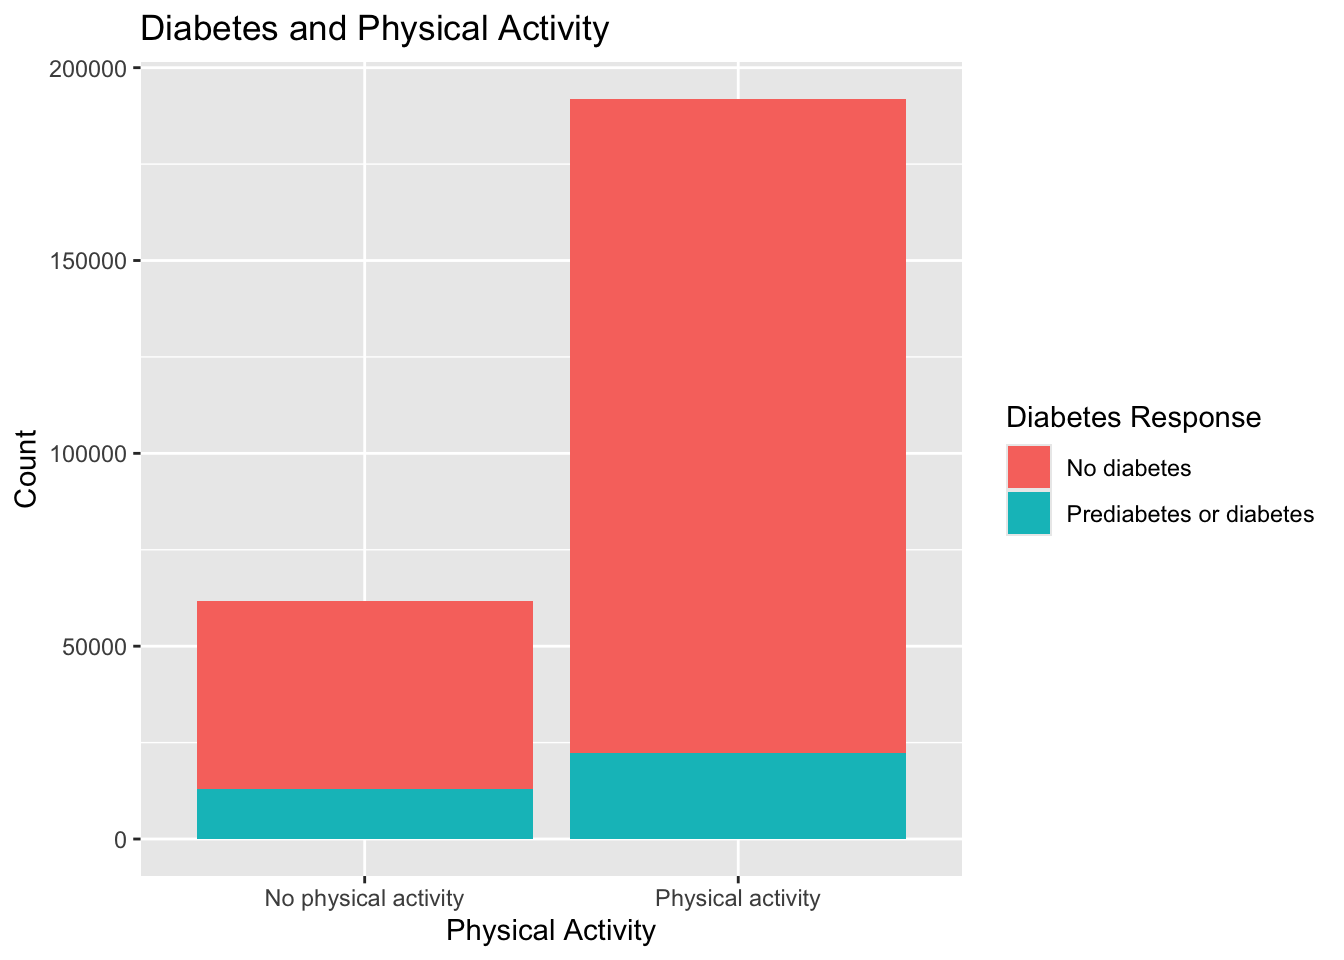 Diabetes and Physical Activity
200000
150000
100000
50000
0
Count
No physical activity
Physical activity
Physical Activity
Diabetes Response
No diabetes
Prediabetes or diabetes